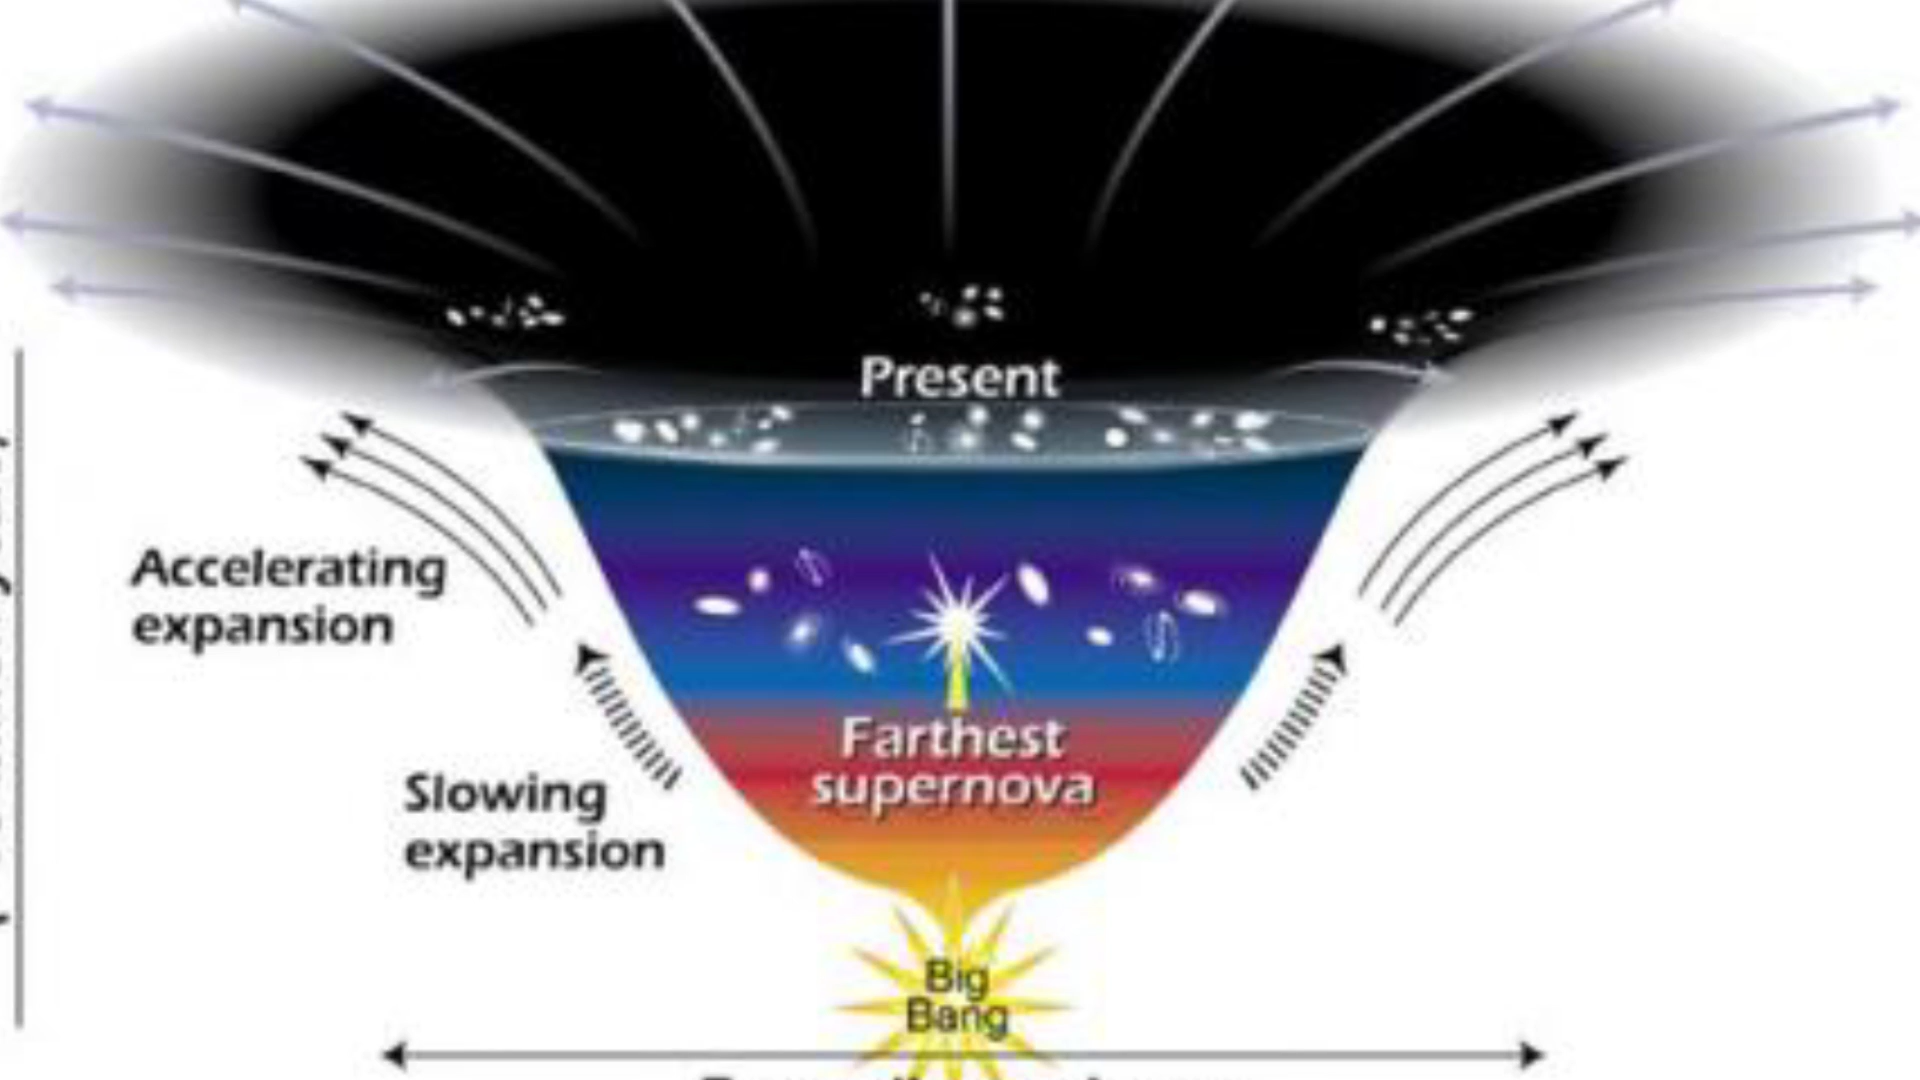 Present
Accelerating
expansion
Farthest
supernova
Slowing
expansion
Big
Bang